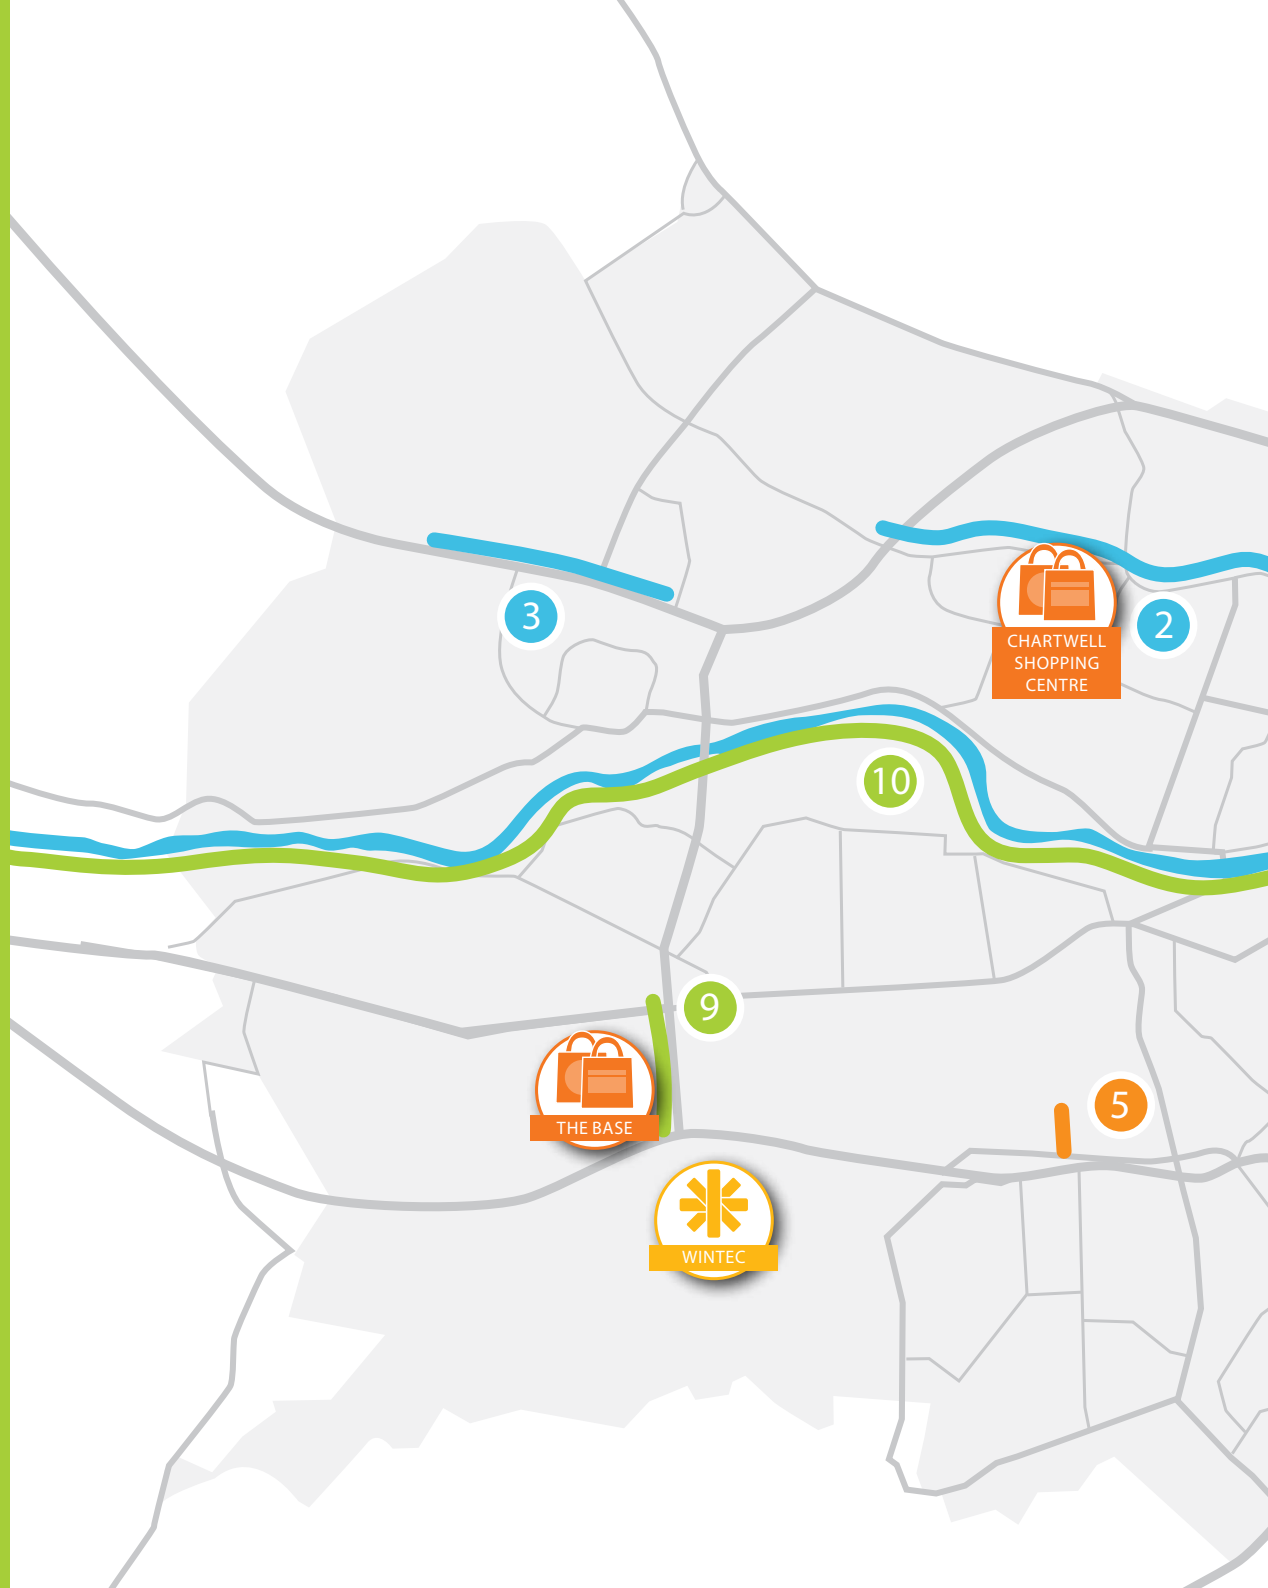 3
2
CHARTWELL
SHOPPING
CENTRE
10
9
THE BASE
5
WINTEC